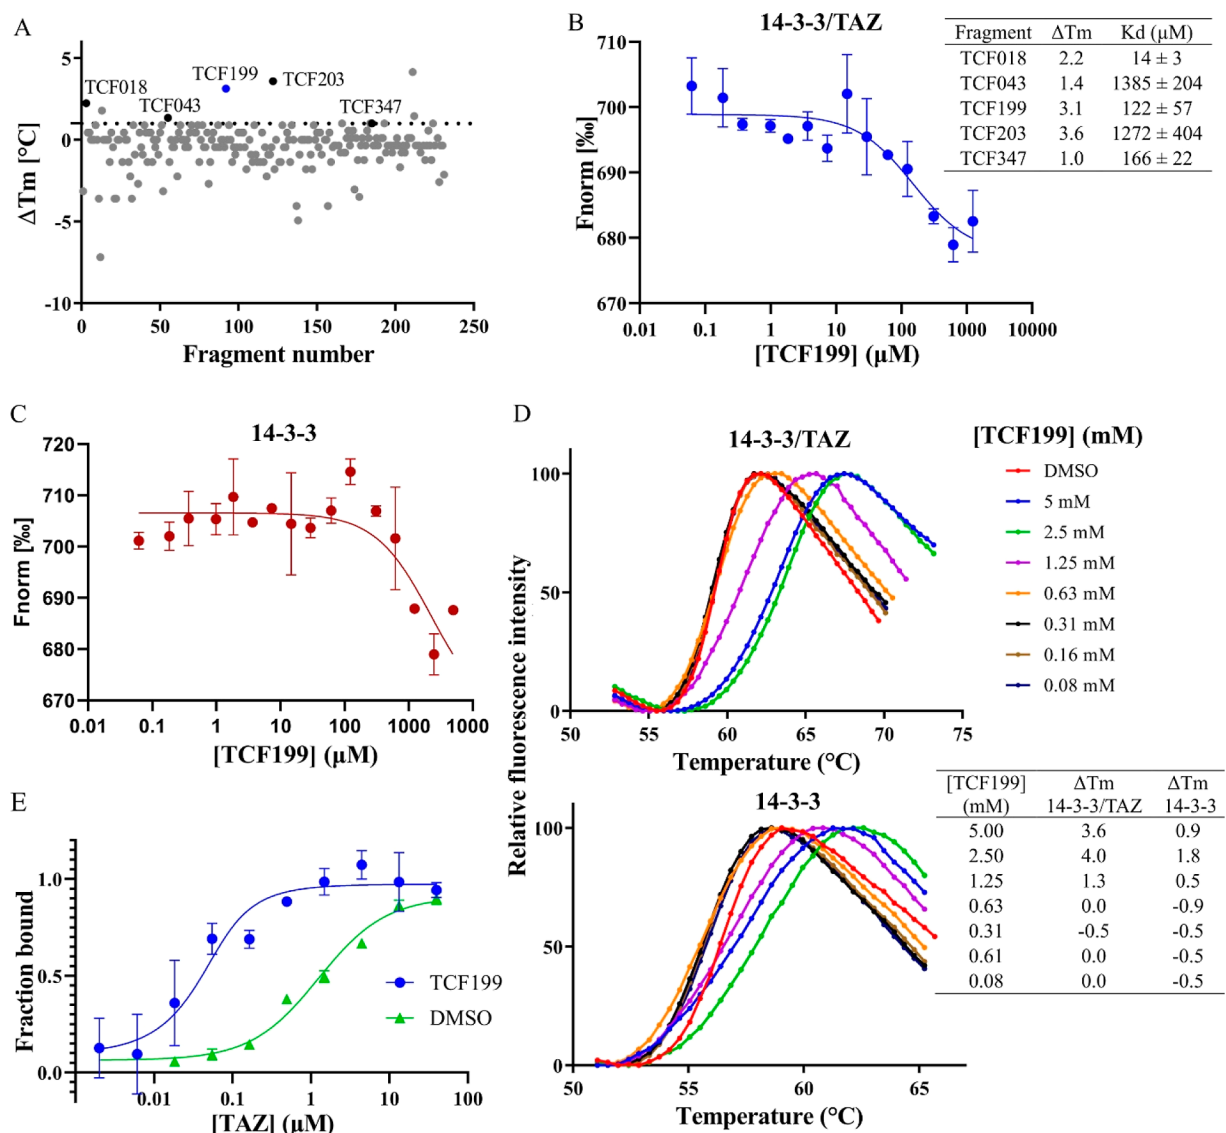 A
5
0
-5
-10
ΔTm [°C]
TCF018
TCF043
TCF199
TCF203
TCF347
0 50 100 150 200 250
Fragment number
B
14-3-3/TAZ
710
700
690
680
670
Fnorm [‰]
0.01 0.1 1 10 100 1000 10000
[TCF199] (µM)
Fragment ΔTm Kd (µM)
TCF018 2.2 14 ± 3
TCF043 1.4 1385 ± 204
TCF199 3.1 122 ± 57
TCF203 3.6 1272 ± 404
TCF347 1.0 166 ± 22
C
14-3-3
720
710
700
690
680
670
Fnorm [‰]
0.01 0.1 1 10 100 1000 1000
[TCF199] (µM)
D
14-3-3/TAZ
100
50
0
50 55 60 65 70 75
Temperature (°C)
Relative fluorescence intensity
[TCF199] (mM)
DMSO
5 mM
2.5 mM
1.25 mM
0.63 mM
0.31 mM
0.16 mM
0.08 mM
14-3-3
100
50
0
50 55 60 65
Temperature (°C)
[TCF199] ΔTm ΔTm
(mM) 14-3-3/TAZ 14-3-3
5.00 3.6 0.9
2.50 4.0 1.8
1.25 1.3 0.5
0.63 0.0 -0.9
0.31 -0.5 -0.5
0.61 0.0 -0.5
0.08 0.0 -0.5
E
1.0
0.5
0.0
Fraction bound
TCF199
DMSO
0.01 0.1 1 10 100
[TAZ] (µM)